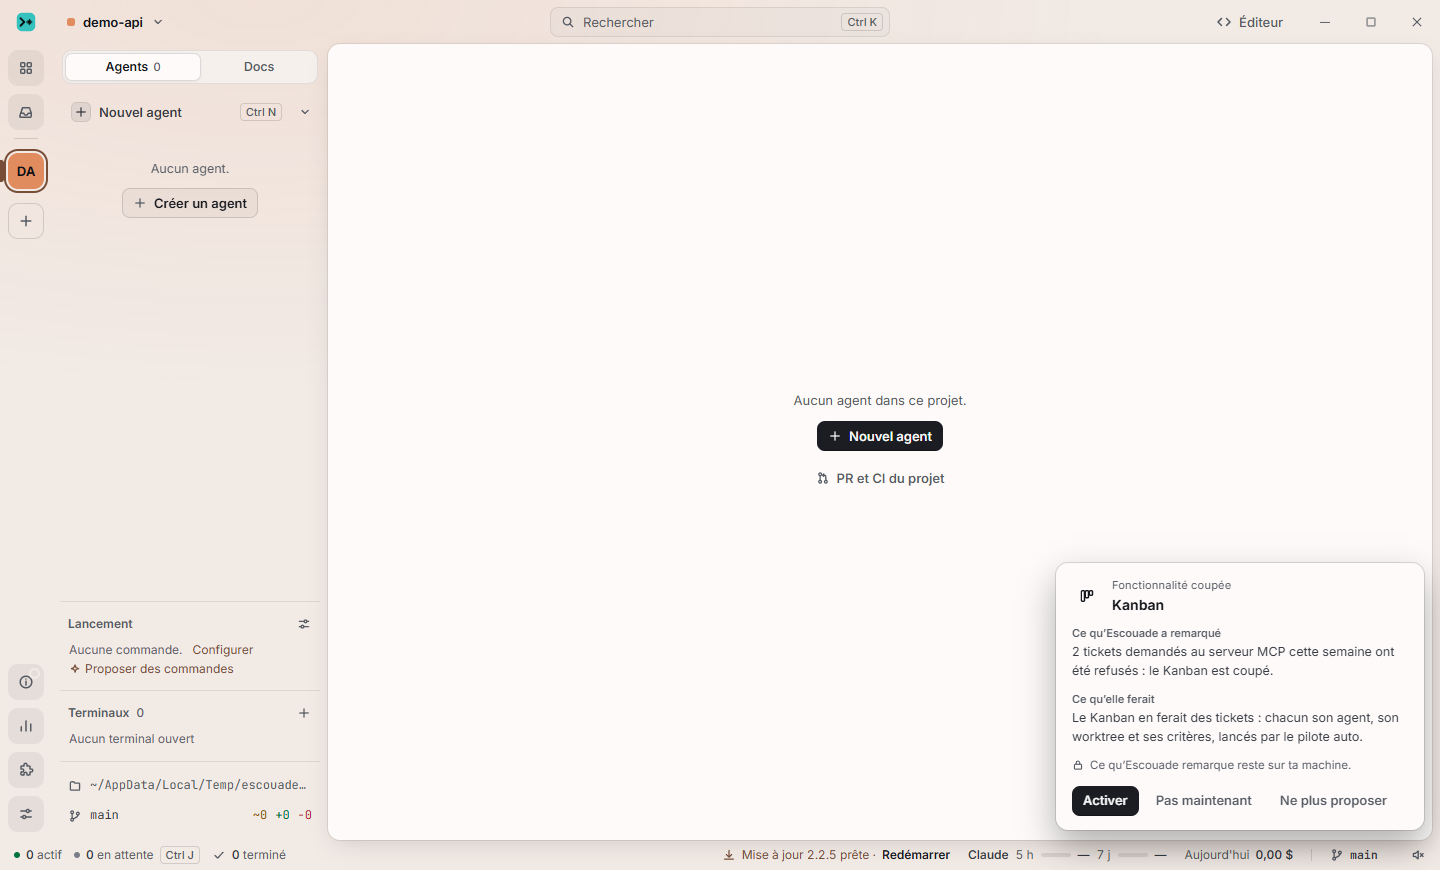 demo-api
Rechercher
Ctrl K
Éditeur
Agents 0
Docs
Nouvel agent
Ctrl N
DA
Aucun agent.
Créer un agent
Aucun agent dans ce projet.
Nouvel agent
PR et CI du projet
Lancement
Aucune commande. Configurer
Proposer des commandes
Terminaux 0
Aucun terminal ouvert
~/AppData/Local/Temp/escouade…
main
~0 +0 -0
Fonctionnalité coupée
Kanban
Ce qu’Escouade a remarqué
2 tickets demandés au serveur MCP cette semaine ont
été refusés : le Kanban est coupé.
Ce qu’elle ferait
Le Kanban en ferait des tickets : chacun son agent, son
worktree et ses critères, lancés par le pilote auto.
Ce qu’Escouade remarque reste sur ta machine.
Activer
Pas maintenant
Ne plus proposer
0 actif
0 en attente
Ctrl J
0 terminé
Mise à jour 2.2.5 prête · Redémarrer
Claude 5 h — 7 j —
Aujourd'hui 0,00 $
main